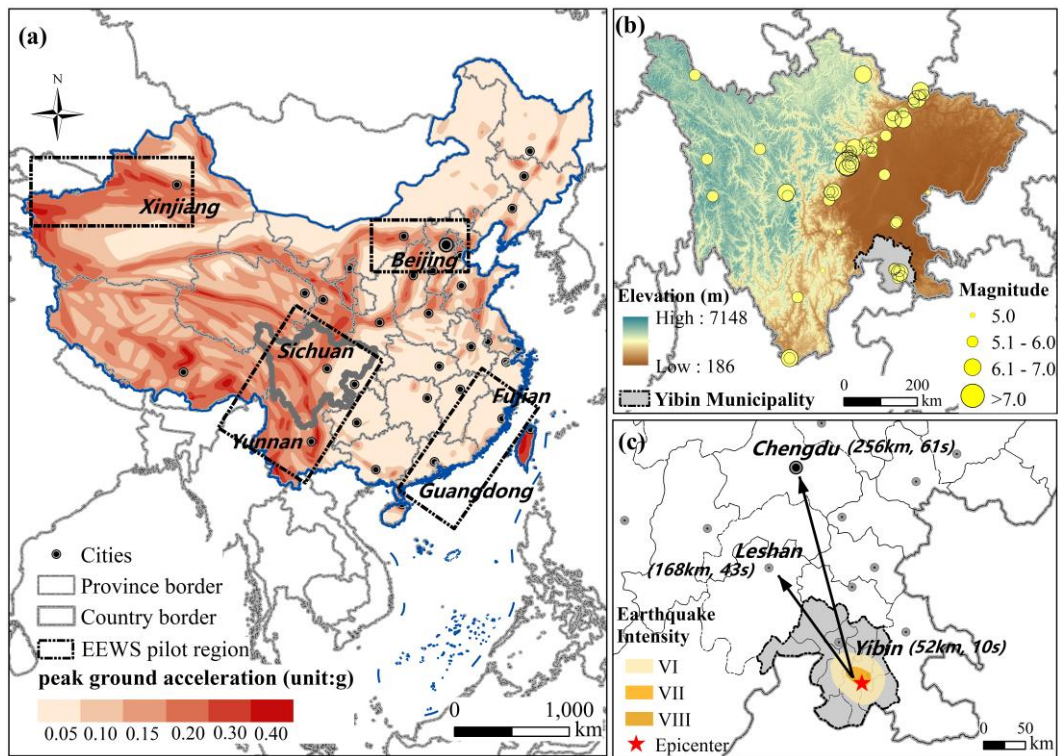 (a)
N
Xinjiang
Beijing
Sichuan
Yunnan
Fujian
Guangdong
Cities
Province border
Country border
EEWS pilot region
peak ground acceleration (unit:g)
0.05 0.10 0.15 0.20 0.30 0.40
0 1,000
km
(b)
Elevation (m)
High : 7148
Low : 186
Yibin Municipality
0 200
km
Magnitude
5.0
5.1 - 6.0
6.1 - 7.0
>7.0
(c)
Chengdu (256km, 61s)
Leshan
(168km, 43s)
Yibin (52km, 10s)
Earthquake
Intensity
VI
VII
VIII
Epicenter
0 50
km